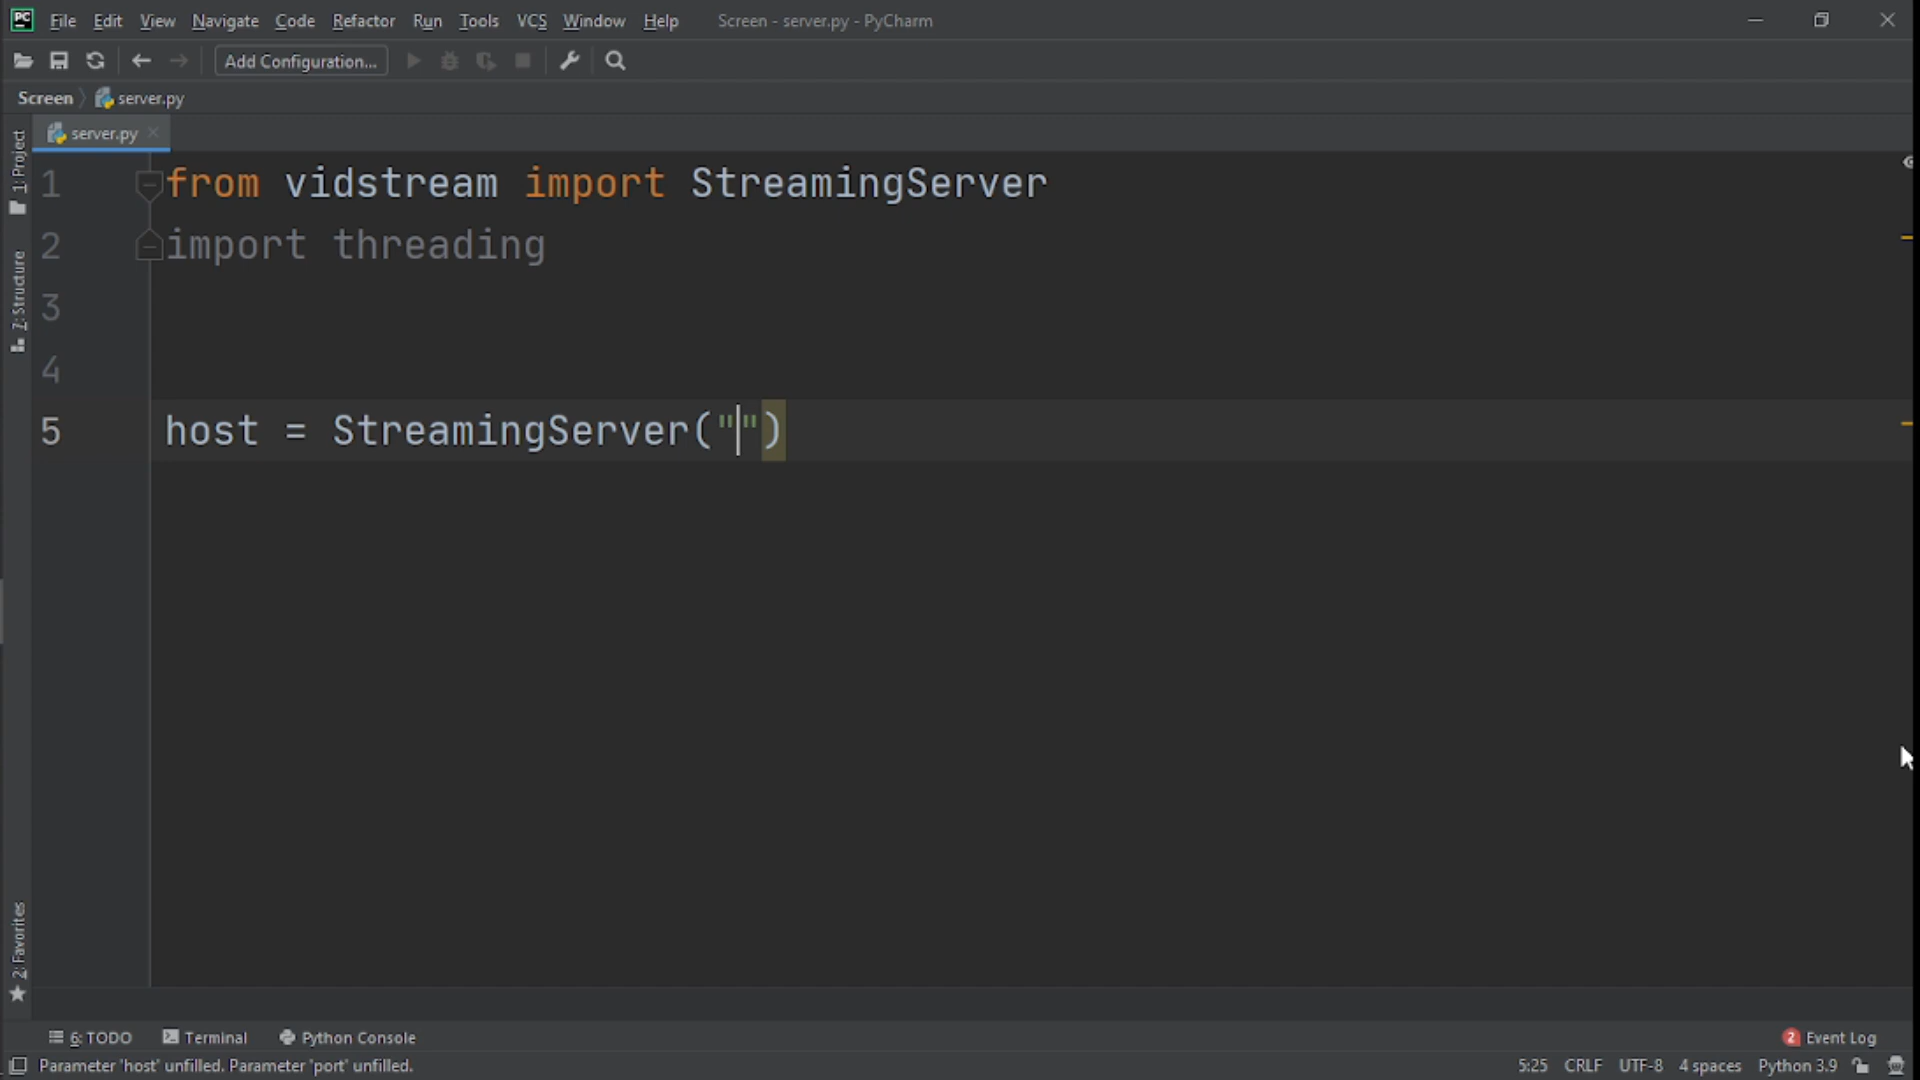 PC File Edit View Navigate Code Refactor Run Tools VCS Window Help Screen - server.py - PyCharm
Add Configuration...
Screen server.py
server.py
1: Project
7: Structure
2: Favorites
1 from vidstream import StreamingServer
2 import threading
3
4
5 host = StreamingServer("")
6: TODO Terminal Python Console 2 Event Log
Parameter 'host' unfilled. Parameter 'port' unfilled. 5:25 CRLF UTF-8 4 spaces Python 3.9